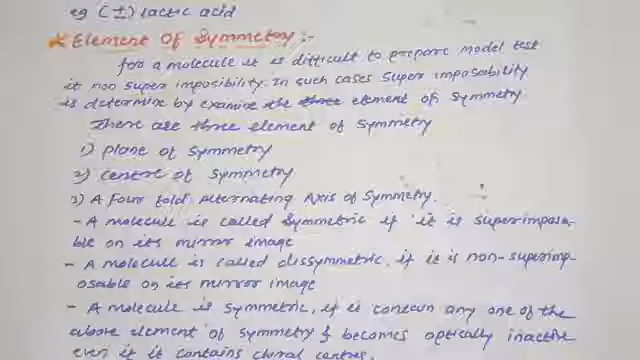 eg (±) lactic acid
* Element Of Symmetry :-
for a molecule it is difficult to prepare model test
it non super imposibility. In such cases super imposability
is determine by examine the three element of symmetry
There are three element of Symmetry
1) plane of Symmetry
2) centre of Symmetry
3) A Four fold Alternating Axis of Symmetry.
- A molecule is called Symmetric if it is superimposa-
ble on its mirror image
- A molecule is called dissymmetric, if it is non-superimp-
osable on its mirror image
- A molecule is symmetric, if it contain any one of the
above element of symmetry & becomes optically inactive
even if it contains chiral centres.